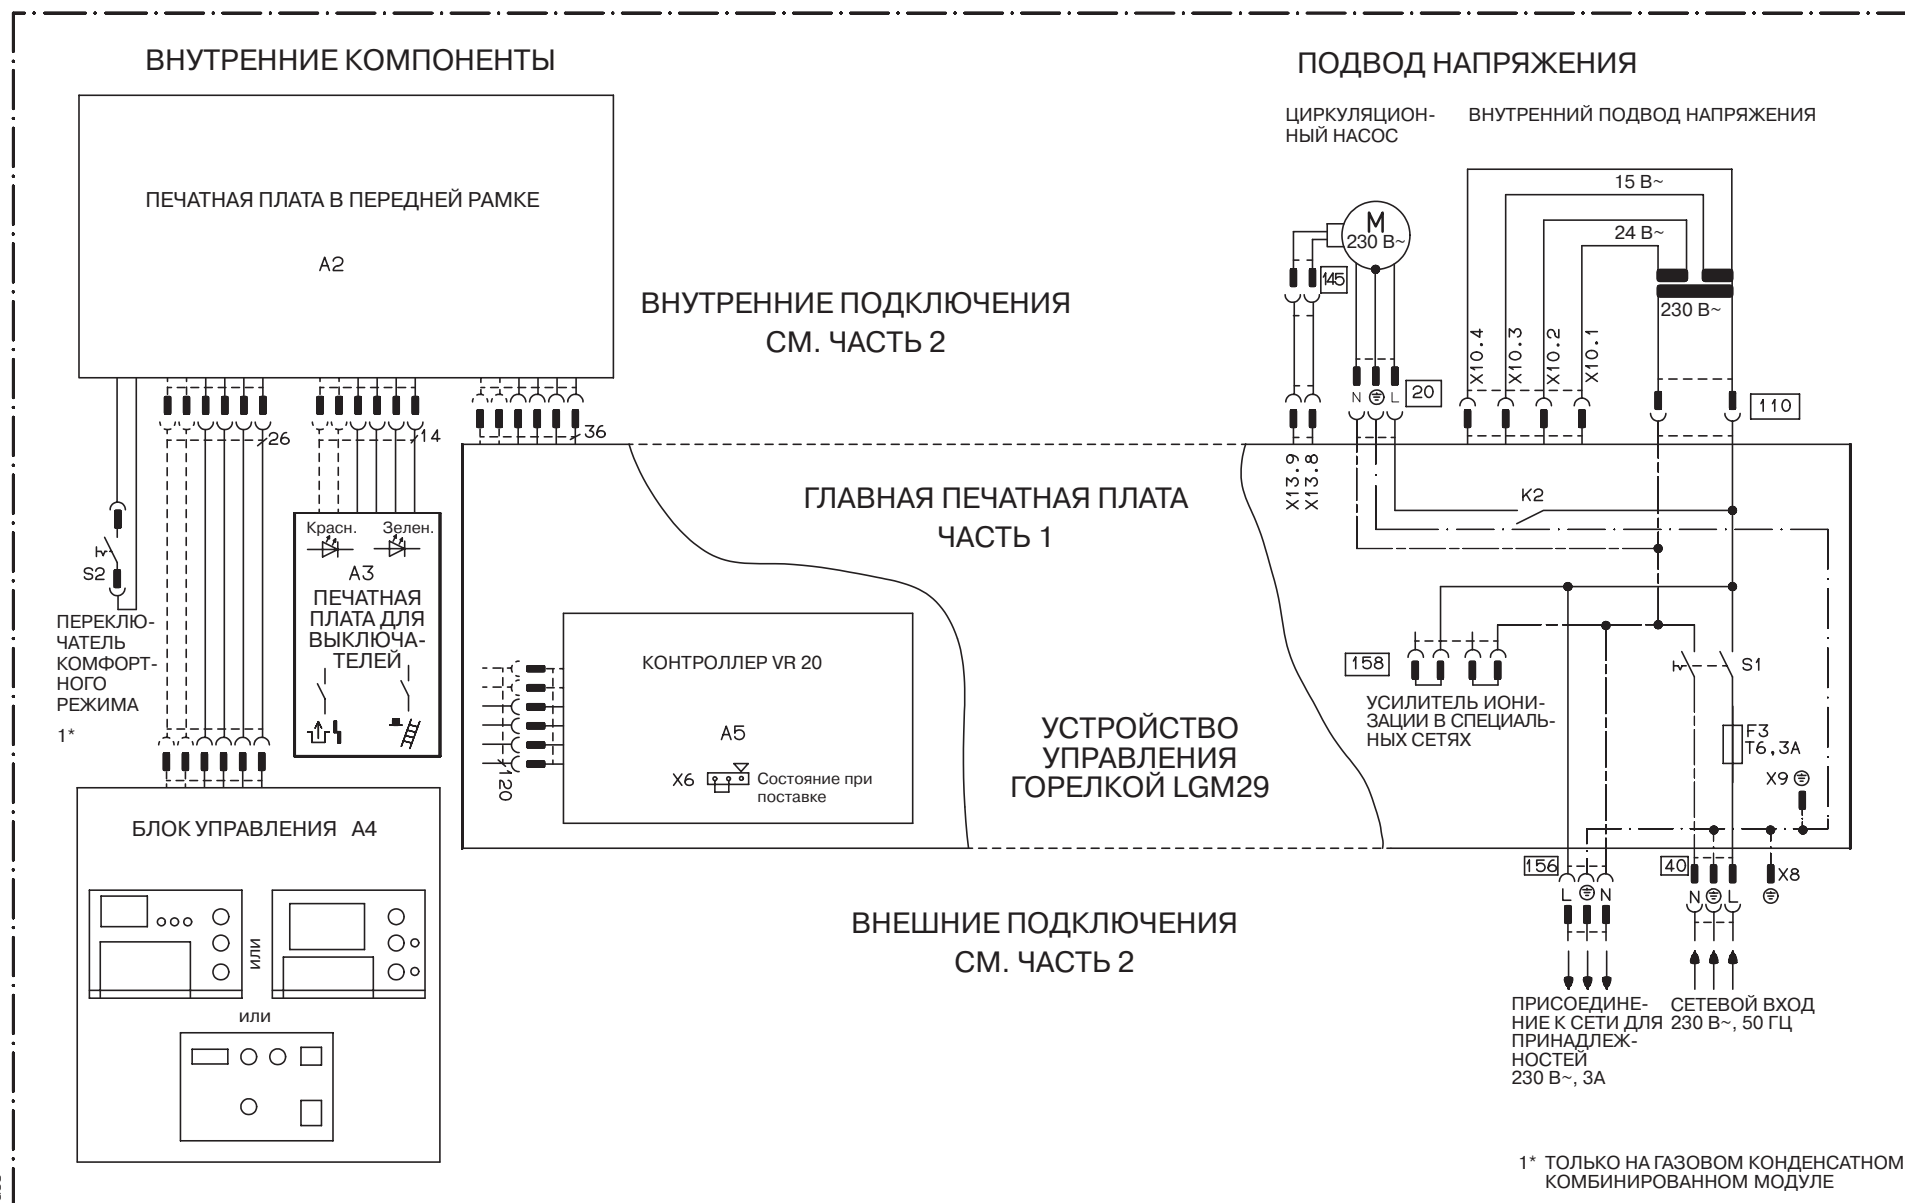 ВНУТРЕННИЕ КОМПОНЕНТЫ
ПОДВОД НАПРЯЖЕНИЯ
ЦИРКУЛЯЦИОН-
НЫЙ НАСОС
ВНУТРЕННИЙ ПОДВОД НАПРЯЖЕНИЯ
ПЕЧАТНАЯ ПЛАТА В ПЕРЕДНЕЙ РАМКЕ
A2
15 В~
24 В~
230 В~
M
230 В~
145
ВНУТРЕННИЕ ПОДКЛЮЧЕНИЯ
СМ. ЧАСТЬ 2
X10.4
X10.3
X10.2
X10.1
N
L
20
110
26
14
36
X13.9
X13.8
ГЛАВНАЯ ПЕЧАТНАЯ ПЛАТА
ЧАСТЬ 1
K2
S2
ПЕРЕКЛЮ-
ЧАТЕЛЬ
КОМФОРТ-
НОГО
РЕЖИМА
1*
Красн.
Зелен.
A3
ПЕЧАТНАЯ
ПЛАТА ДЛЯ
ВЫКЛЮЧА-
ТЕЛЕЙ
КОНТРОЛЛЕР VR 20
A5
X6
Состояние при
поставке
120
УСТРОЙСТВО
УПРАВЛЕНИЯ
ГОРЕЛКОЙ LGM29
158
УСИЛИТЕЛЬ ИОНИ-
ЗАЦИИ В СПЕЦИАЛЬ-
НЫХ СЕТЯХ
S1
F3
T6,3A
X9
БЛОК УПРАВЛЕНИЯ A4
или
или
ВНЕШНИЕ ПОДКЛЮЧЕНИЯ
СМ. ЧАСТЬ 2
156
L
N
40
N
L
X8
ПРИСОЕДИНЕ-
НИЕ К СЕТИ ДЛЯ
ПРИНАДЛЕЖ-
НОСТЕЙ
230 В~, 3А
СЕТЕВОЙ ВХОД
230 В~, 50 ГЦ
1* ТОЛЬКО НА ГАЗОВОМ КОНДЕНСАТНОМ
КОМБИНИРОВАННОМ МОДУЛЕ